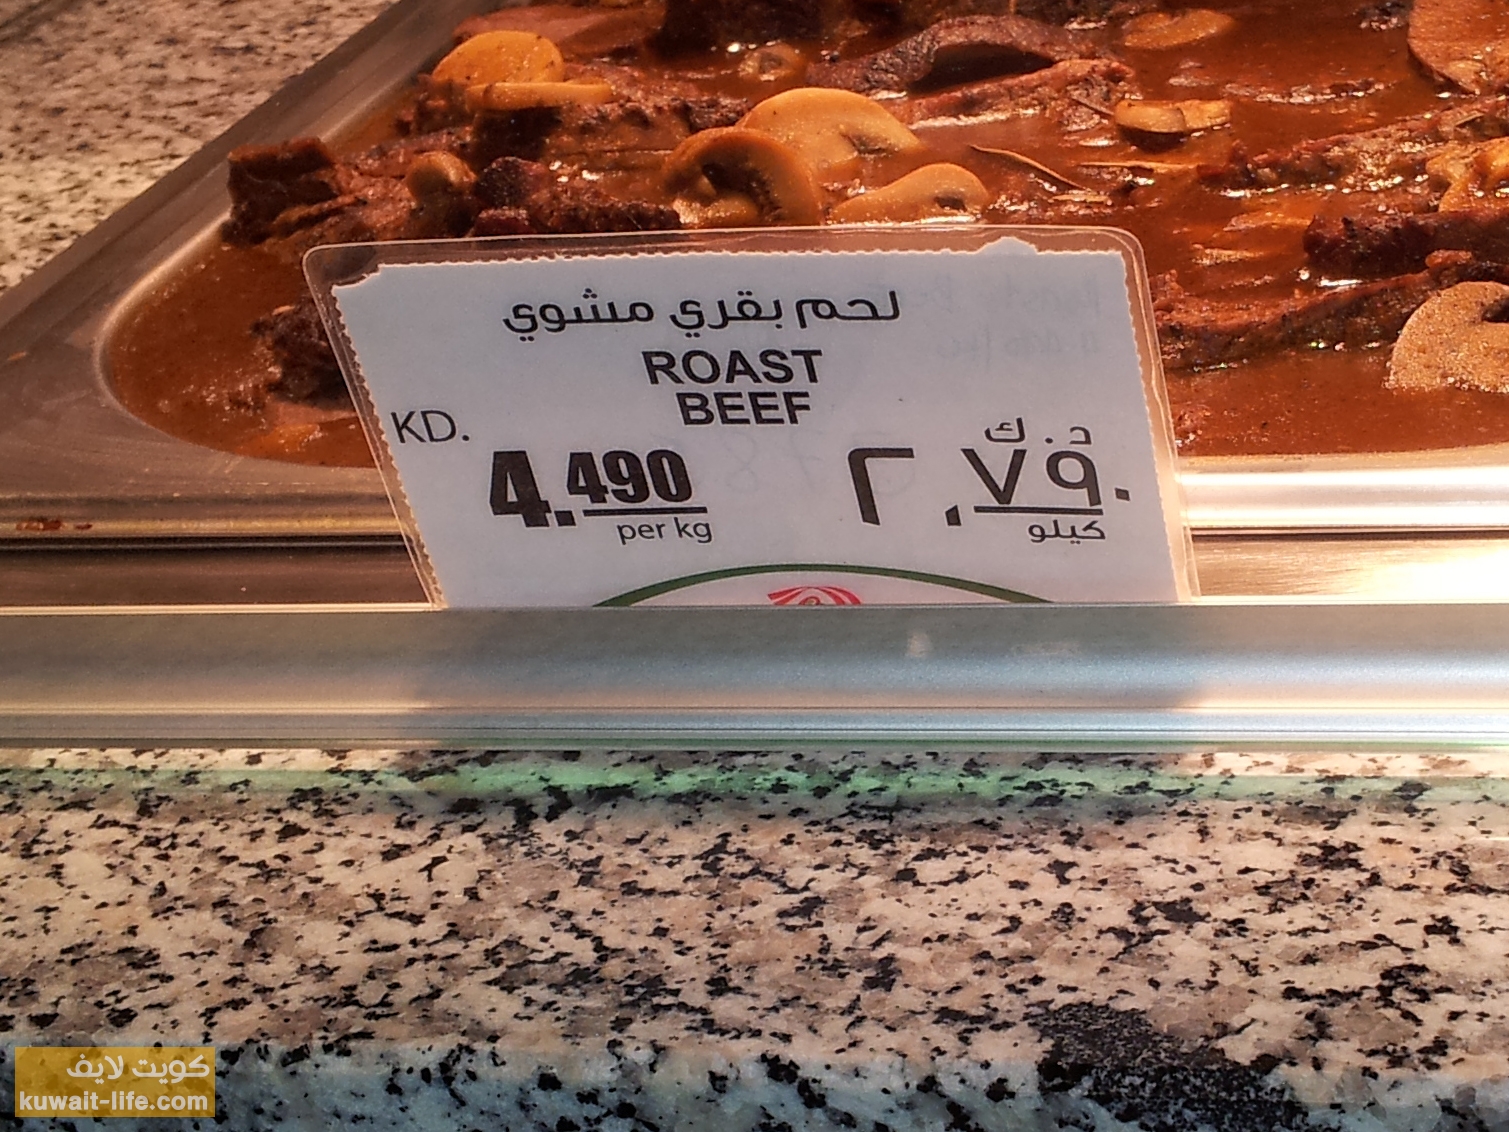 لحم بقري مشوي
ROAST
BEEF
KD.
4.490
per kg
د.ك
٢.٧٩٠
كيلو
كويت لايف
kuwait-life.com